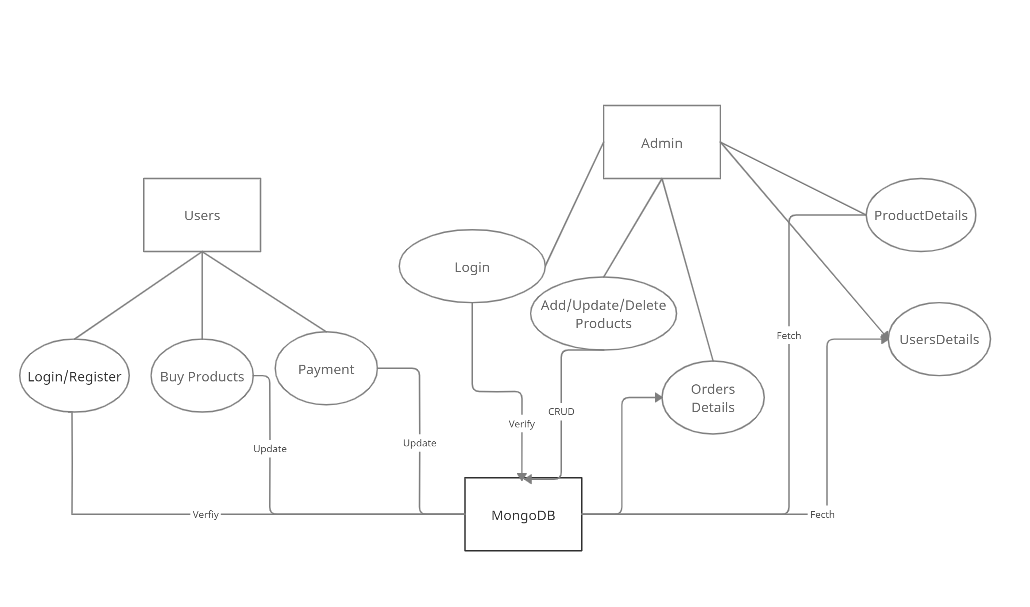 Admin
Users
ProductDetails
Login
Add/Update/Delete
Products
Fetch
UsersDetails
Login/Register
Buy Products
Payment
Orders
Details
CRUD
Verify
Update
Update
Verfiy
MongoDB
Fecth